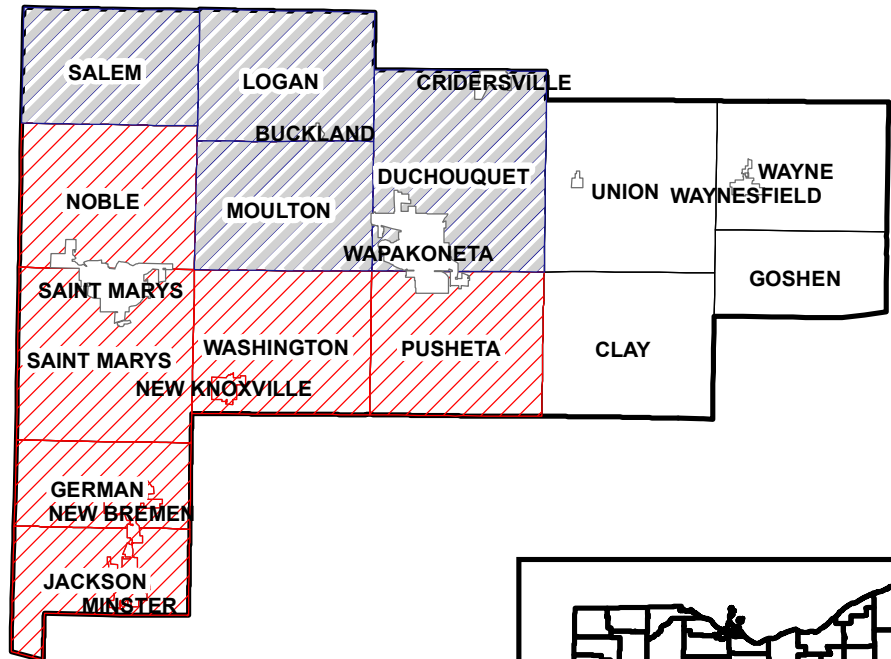 SALEM
LOGAN
CRIDERSVILLE
BUCKLAND
DUCHOUQUET
WAYNE
UNION
WAYNESFIELD
NOBLE
MOULTON
WAPAKONETA
GOSHEN
SAINT MARYS
WASHINGTON
PUSHETA
CLAY
SAINT MARYS
NEW KNOXVILLE
GERMAN
NEW BREMEN
JACKSON
MINSTER